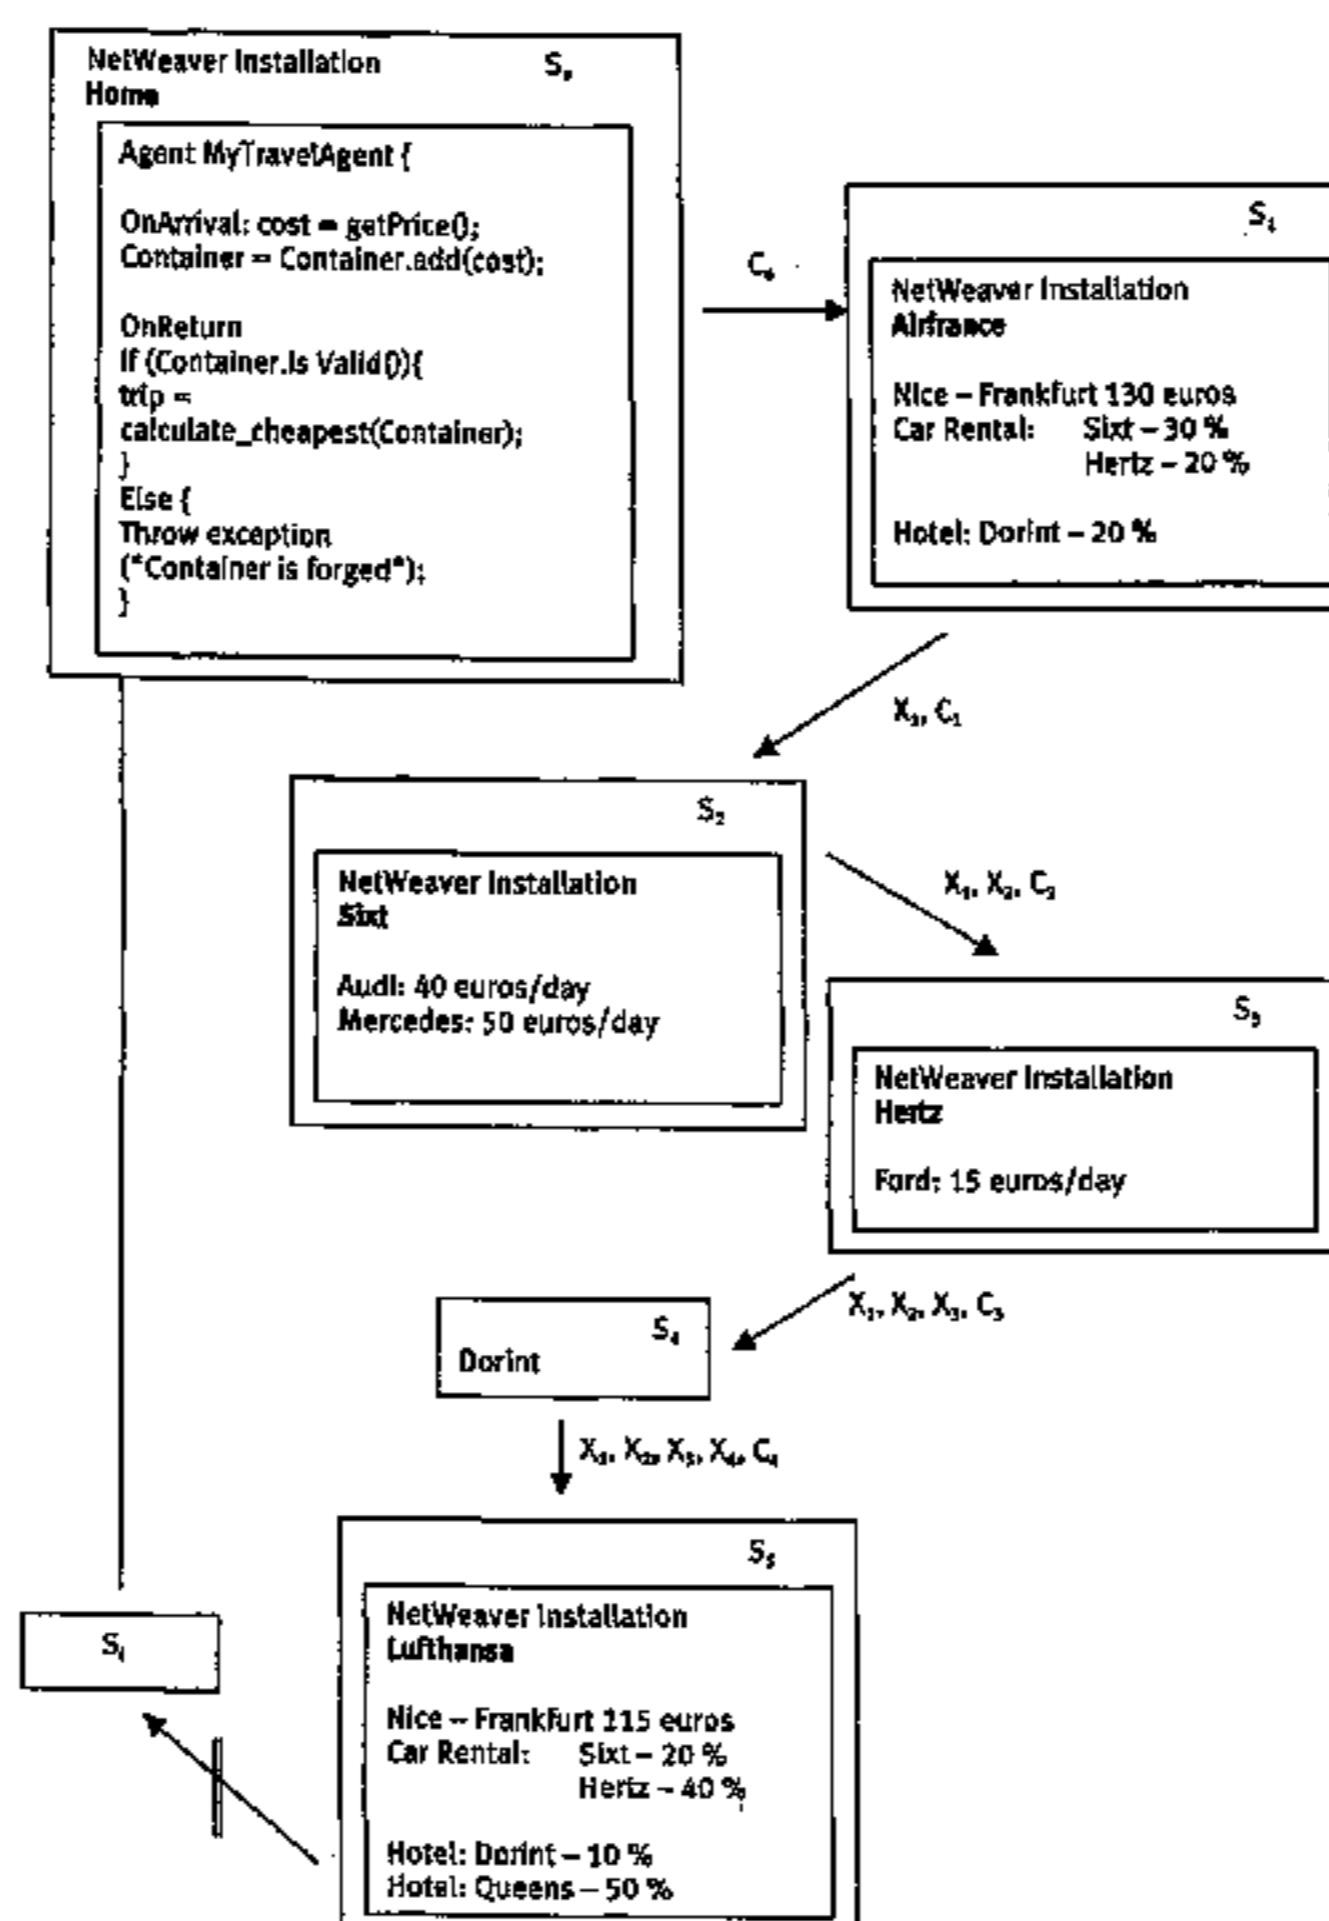 NetWeaver Installation S₀
Home
Agent MyTravelAgent {
OnArrival: cost = getPrice();
Container = Container.add(cost);
OnReturn
If (Container.Is Valid()){
trip =
calculate_cheapest(Container);
}
Else {
Throw exception
("Container is forged");
}
C₀
S₁
NetWeaver Installation
Airfrance
Nice – Frankfurt 130 euros
Car Rental: Sixt – 30 %
Hertz – 20 %
Hotel: Dorint – 20 %
X₁, C₁
S₂
NetWeaver Installation
Sixt
Audi: 40 euros/day
Mercedes: 50 euros/day
X₁, X₂, C₂
S₃
NetWeaver Installation
Hertz
Ford: 15 euros/day
X₁, X₂, X₃, C₃
S₄
Dorint
X₁, X₂, X₃, X₄, C₄
S₅
NetWeaver Installation
Lufthansa
Nice – Frankfurt 115 euros
Car Rental: Sixt – 20 %
Hertz – 40 %
Hotel: Dorint – 10 %
Hotel: Queens – 50 %
Sᵢ